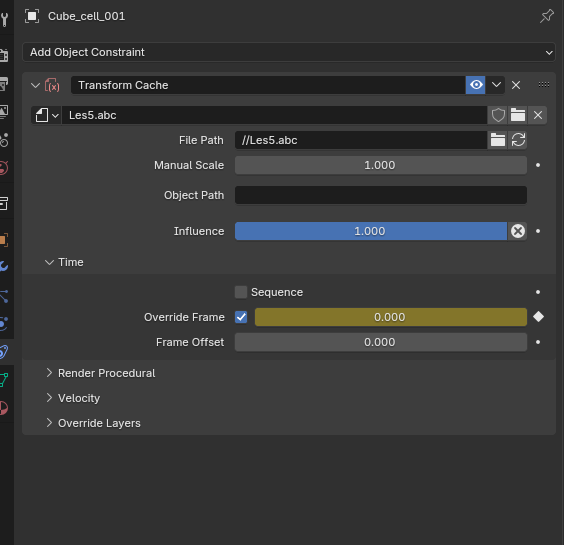 Cube_cell_001
Add Object Constraint
Transform Cache
Les5.abc
File Path //Les5.abc
Manual Scale 1.000
Object Path
Influence 1.000
Time
Sequence
Override Frame 0.000
Frame Offset 0.000
Render Procedural
Velocity
Override Layers